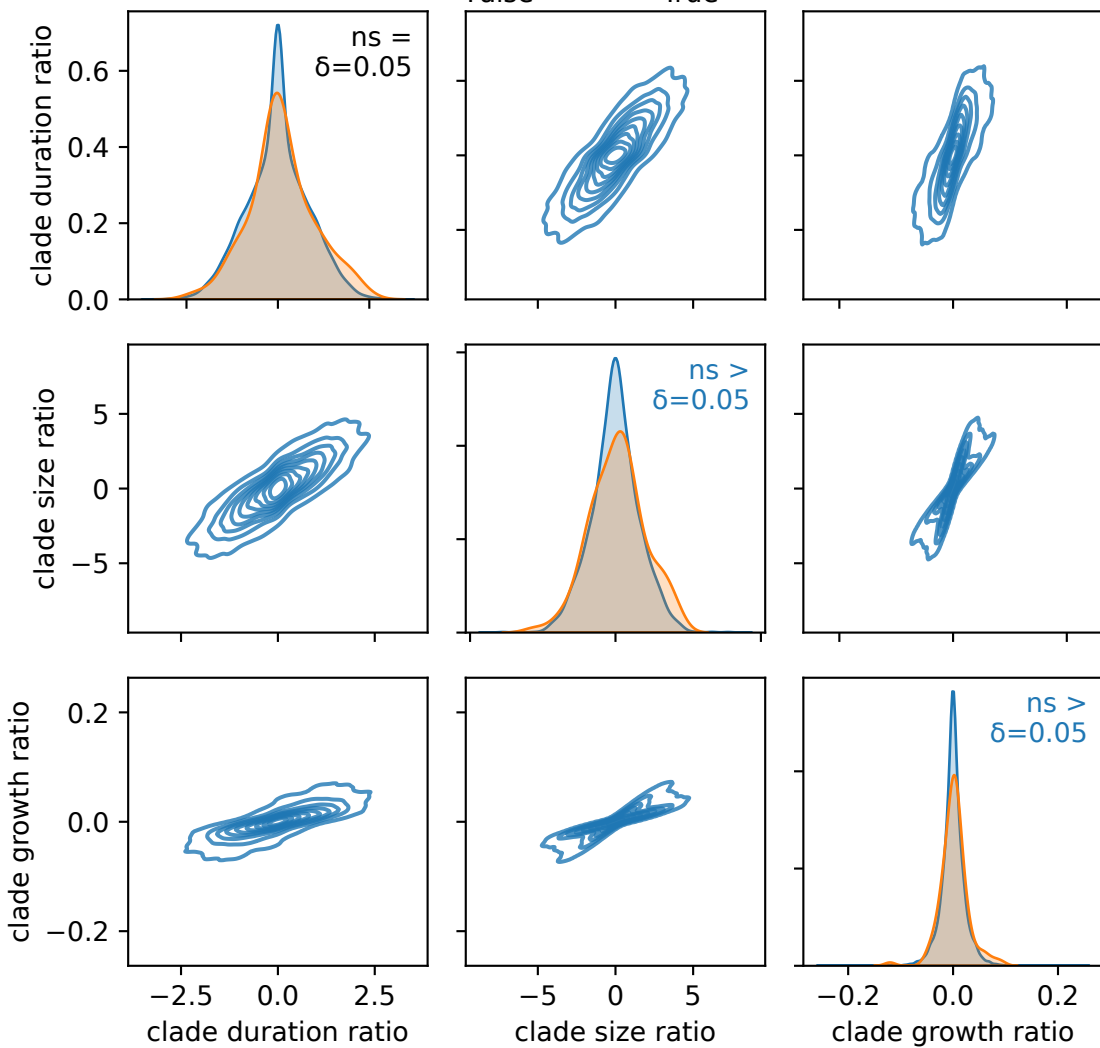 ns =
δ=0.05
clade duration ratio
0.6
0.4
0.2
0.0
ns >
δ=0.05
clade size ratio
5
0
−5
ns >
δ=0.05
clade growth ratio
0.2
0.0
−0.2
−2.5 0.0 2.5
−5 0 5
−0.2 0.0 0.2
clade duration ratio
clade size ratio
clade growth ratio